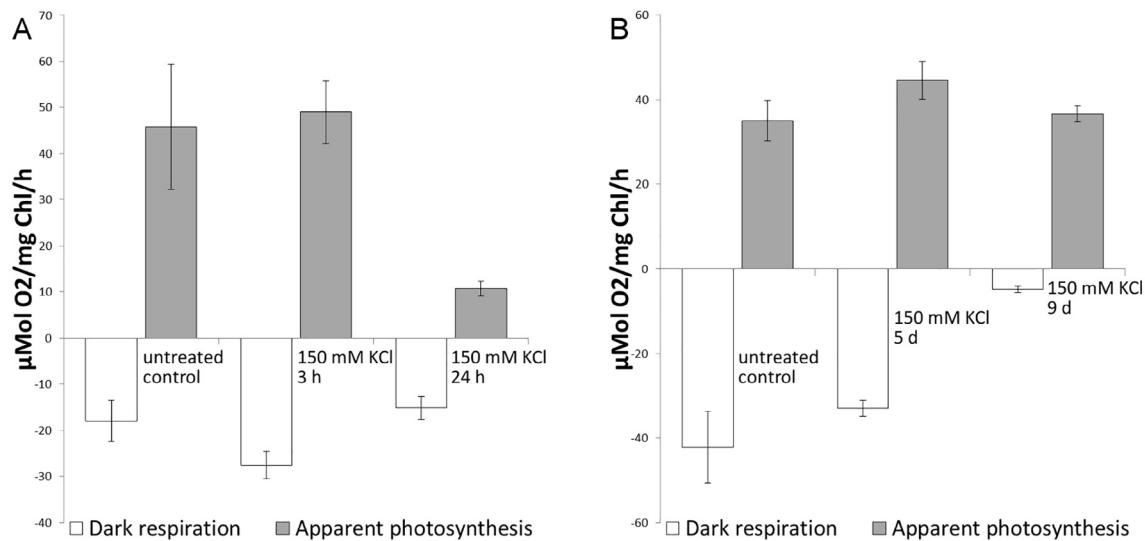 A
µMol O2/mg Chl/h
70
60
50
40
30
20
10
0
-10
-20
-30
-40
untreated
control
150 mM KCl
3 h
150 mM KCl
24 h
Dark respiration
Apparent photosynthesis
B
µMol O2/mg Chl/h
60
40
20
0
-20
-40
-60
untreated
control
150 mM KCl
5 d
150 mM KCl
9 d
Dark respiration
Apparent photosynthesis